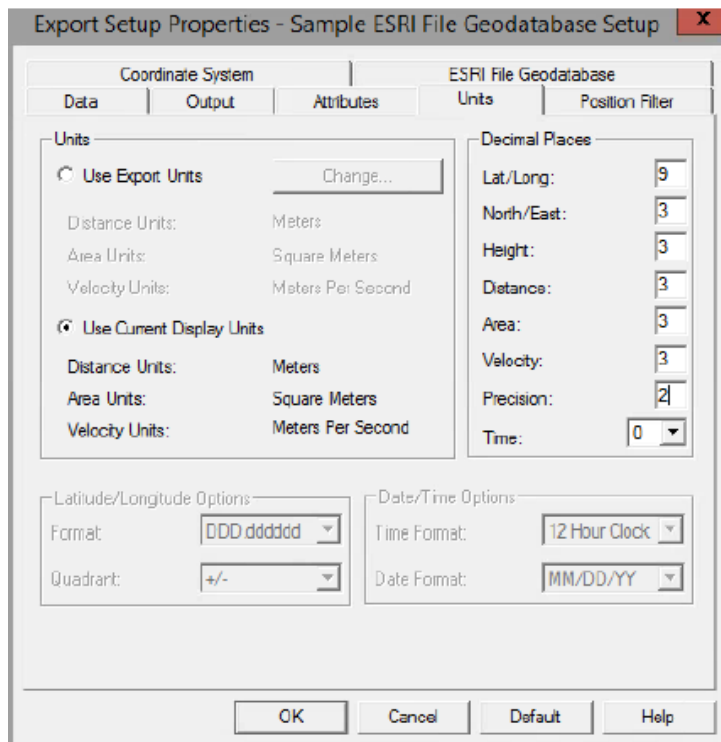 Export Setup Properties - Sample ESRI File Geodatabase Setup X
Coordinate System ESRI File Geodatabase
Data Output Attributes Units Position Filter
Units
Use Export Units Change...
Distance Units: Meters
Area Units: Square Meters
Velocity Units: Meters Per Second
Use Current Display Units
Distance Units: Meters
Area Units: Square Meters
Velocity Units: Meters Per Second
Decimal Places
Lat/Long: 9
North/East: 3
Height: 3
Distance: 3
Area: 3
Velocity: 3
Precision: 2
Time: 0
Latitude/Longitude Options
Format: DDD.dddddd
Quadrant: +/-
Date/Time Options
Time Format: 12 Hour Clock
Date Format: MM/DD/YY
OK Cancel Default Help